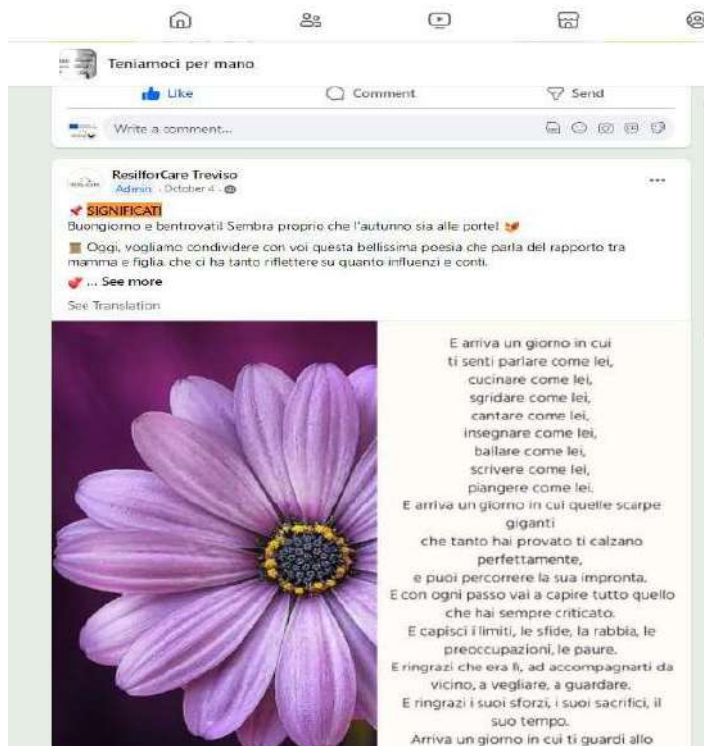 Teniamoci per mano
Like Comment Send
Write a comment...
ResilforCare Treviso
Admin · October 4 ·
SIGNIFICATI
Buongiorno e bentrovati! Sembra proprio che l'autunno sia alle porte!
Oggi, vogliamo condividere con voi questa bellissima poesia che parla del rapporto tra
mamma e figlia, che ci ha tanto riflettere su quanto influenzi e conti.
... See more
See Translation
E arriva un giorno in cui
ti senti parlare come lei,
cucinare come lei,
sgridare come lei,
cantare come lei,
insegnare come lei,
ballare come lei,
scrivere come lei,
piangere come lei.
E arriva un giorno in cui quelle scarpe
giganti
che tanto hai provato ti calzano
perfettamente,
e puoi percorrere la sua impronta.
E con ogni passo vai a capire tutto quello
che hai sempre criticato.
E capisci i limiti, le sfide, la rabbia, le
preoccupazioni, le paure.
E ringrazi che era lì, ad accompagnarti da
vicino, a vegliare, a guardare.
E ringrazi i suoi sforzi, i suoi sacrifici, il
suo tempo.
Arriva un giorno in cui ti guardi allo